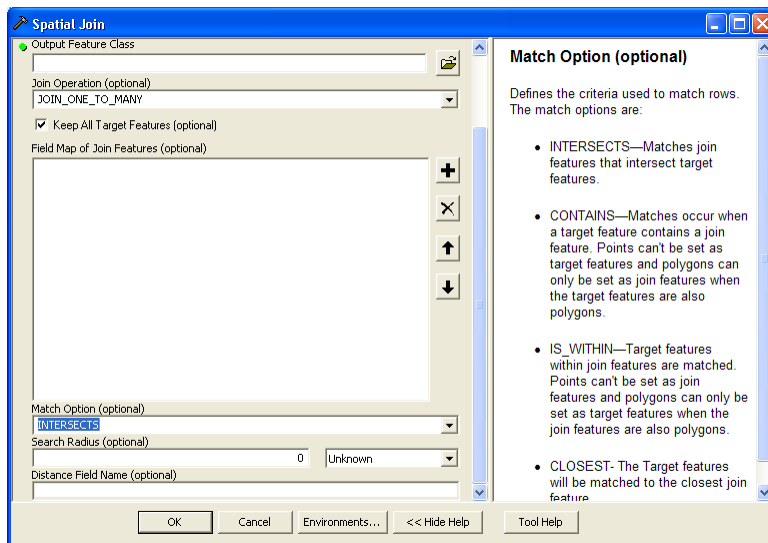 Spatial Join
Output Feature Class
Join Operation (optional)
JOIN_ONE_TO_MANY
Keep All Target Features (optional)
Field Map of Join Features (optional)
Match Option (optional)
INTERSECTS
Search Radius (optional)
0
Unknown
Distance Field Name (optional)
Match Option (optional)
Defines the criteria used to match rows.
The match options are:
• INTERSECTS—Matches join
features that intersect target
features.
• CONTAINS—Matches occur when
a target feature contains a join
feature. Points can't be set as
target features and polygons can
only be set as join features when
the target features are also
polygons.
• IS_WITHIN—Target features
within join features are matched.
Points can't be set as join
features and polygons can only be
set as target features when the
join features are also polygons.
• CLOSEST- The Target features
will be matched to the closest join
feature
OK
Cancel
Environments...
<< Hide Help
Tool Help